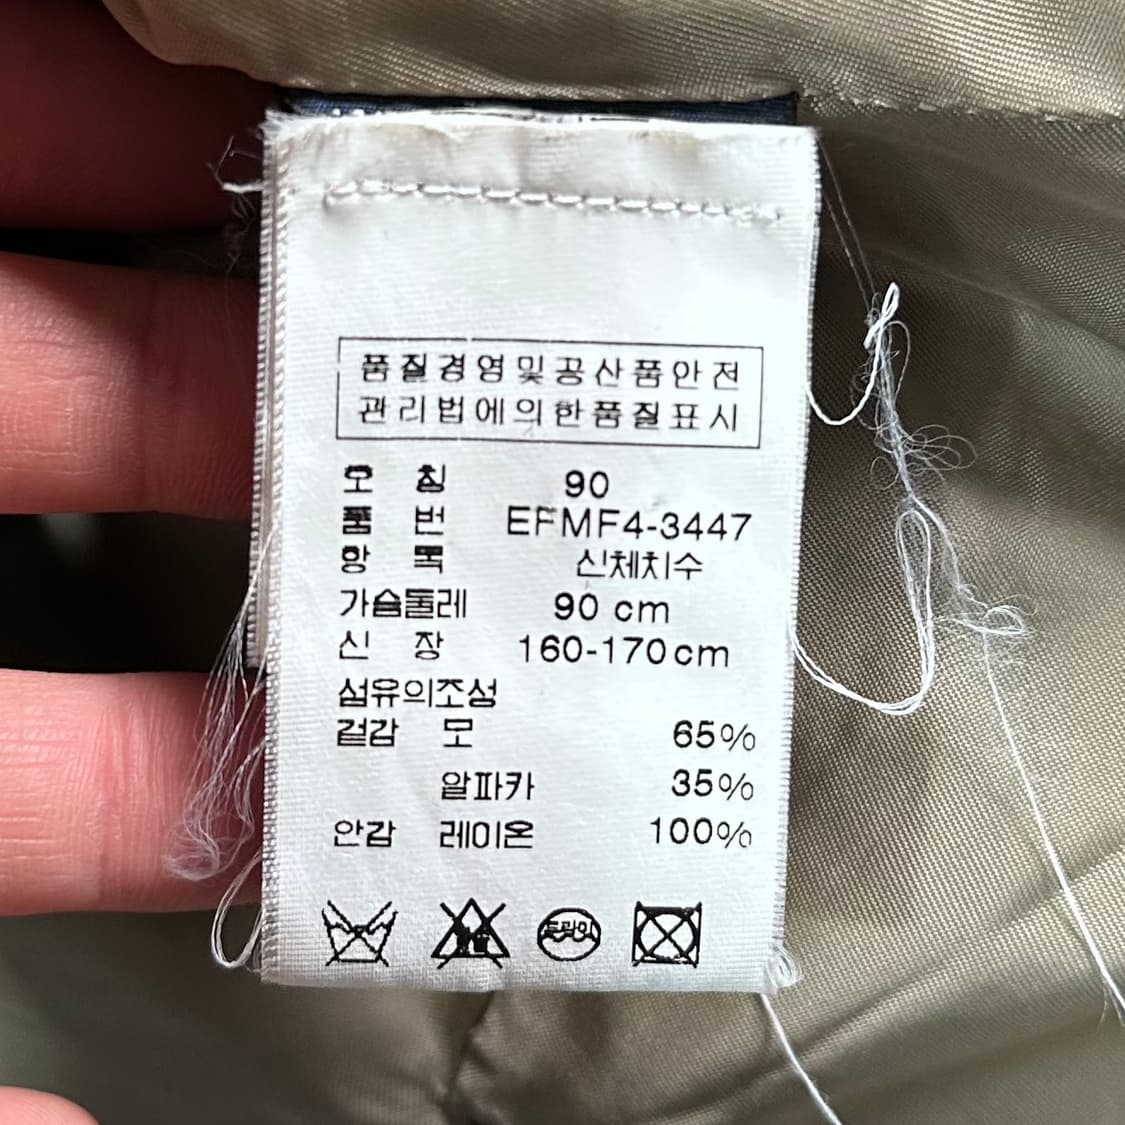 품질경영및공산품안전
관리법에의한품질표시
호 칭 90
품 번 EFMF4-3447
항 목 신체치수
가슴둘레 90 cm
신 장 160-170cm
섬유의조성
겉감 모 65%
알파카 35%
안감 레이온 100%
드라이